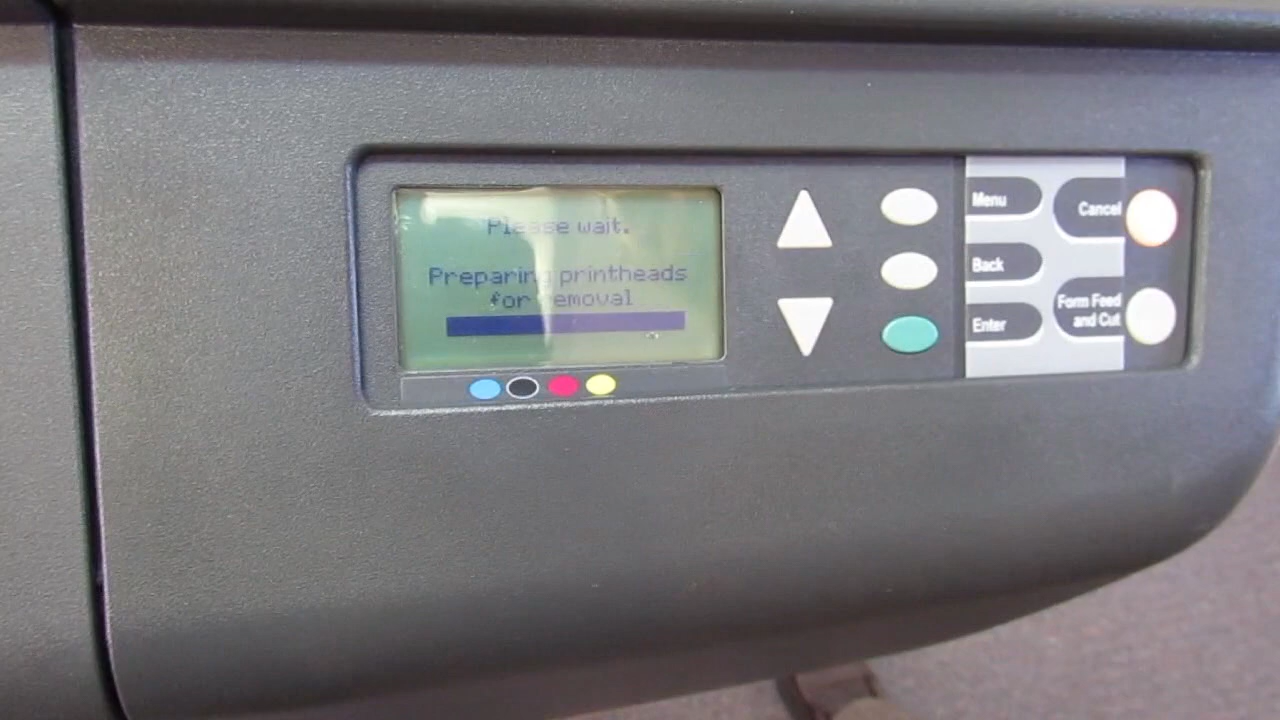 Please wait.
Preparing printheads
for removal
Menu
Back
Enter
Cancel
Form Feed
and Cut